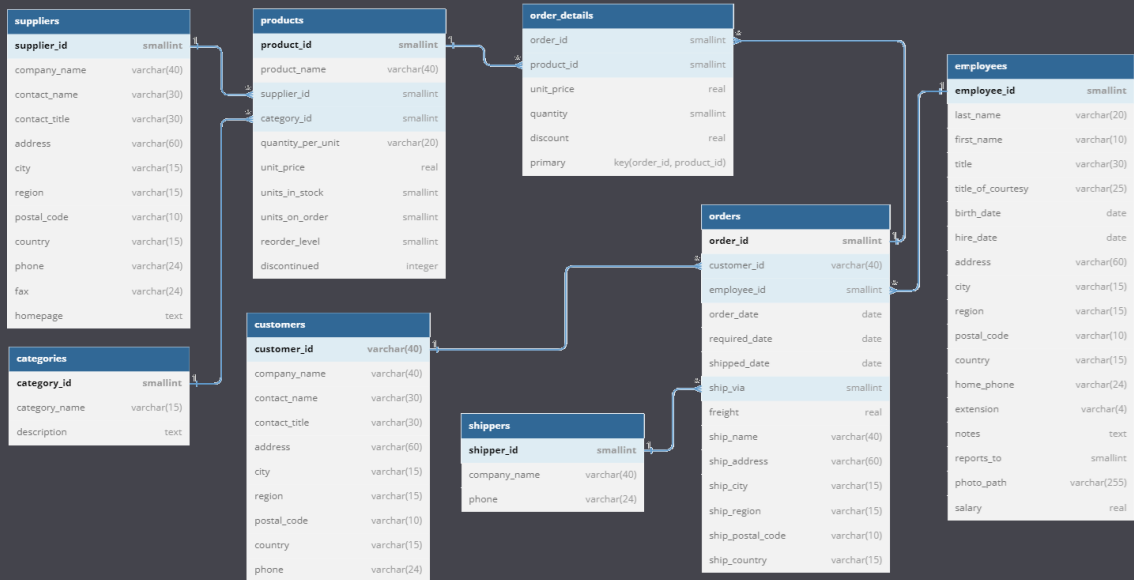 suppliers
supplier_id smallint
company_name varchar(40)
contact_name varchar(30)
contact_title varchar(30)
address varchar(60)
city varchar(15)
region varchar(15)
postal_code varchar(10)
country varchar(15)
phone varchar(24)
fax varchar(24)
homepage text
categories
category_id smallint
category_name varchar(15)
description text
products
product_id smallint
product_name varchar(40)
supplier_id smallint
category_id smallint
quantity_per_unit varchar(20)
unit_price real
units_in_stock smallint
units_on_order smallint
reorder_level smallint
discontinued integer
customers
customer_id varchar(40)
company_name varchar(40)
contact_name varchar(30)
contact_title varchar(30)
address varchar(60)
city varchar(15)
region varchar(15)
postal_code varchar(10)
country varchar(15)
phone varchar(24)
order_details
order_id smallint
product_id smallint
unit_price real
quantity smallint
discount real
primary key(order_id, product_id)
shippers
shipper_id smallint
company_name varchar(40)
phone varchar(24)
orders
order_id smallint
customer_id varchar(40)
employee_id smallint
order_date date
required_date date
shipped_date date
ship_via smallint
freight real
ship_name varchar(40)
ship_address varchar(60)
ship_city varchar(15)
ship_region varchar(15)
ship_postal_code varchar(10)
ship_country varchar(15)
employees
employee_id smallint
last_name varchar(20)
first_name varchar(10)
title varchar(30)
title_of_courtesy varchar(25)
birth_date date
hire_date date
address varchar(60)
city varchar(15)
region varchar(15)
postal_code varchar(10)
country varchar(15)
home_phone varchar(24)
extension varchar(4)
notes text
reports_to smallint
photo_path varchar(255)
salary real